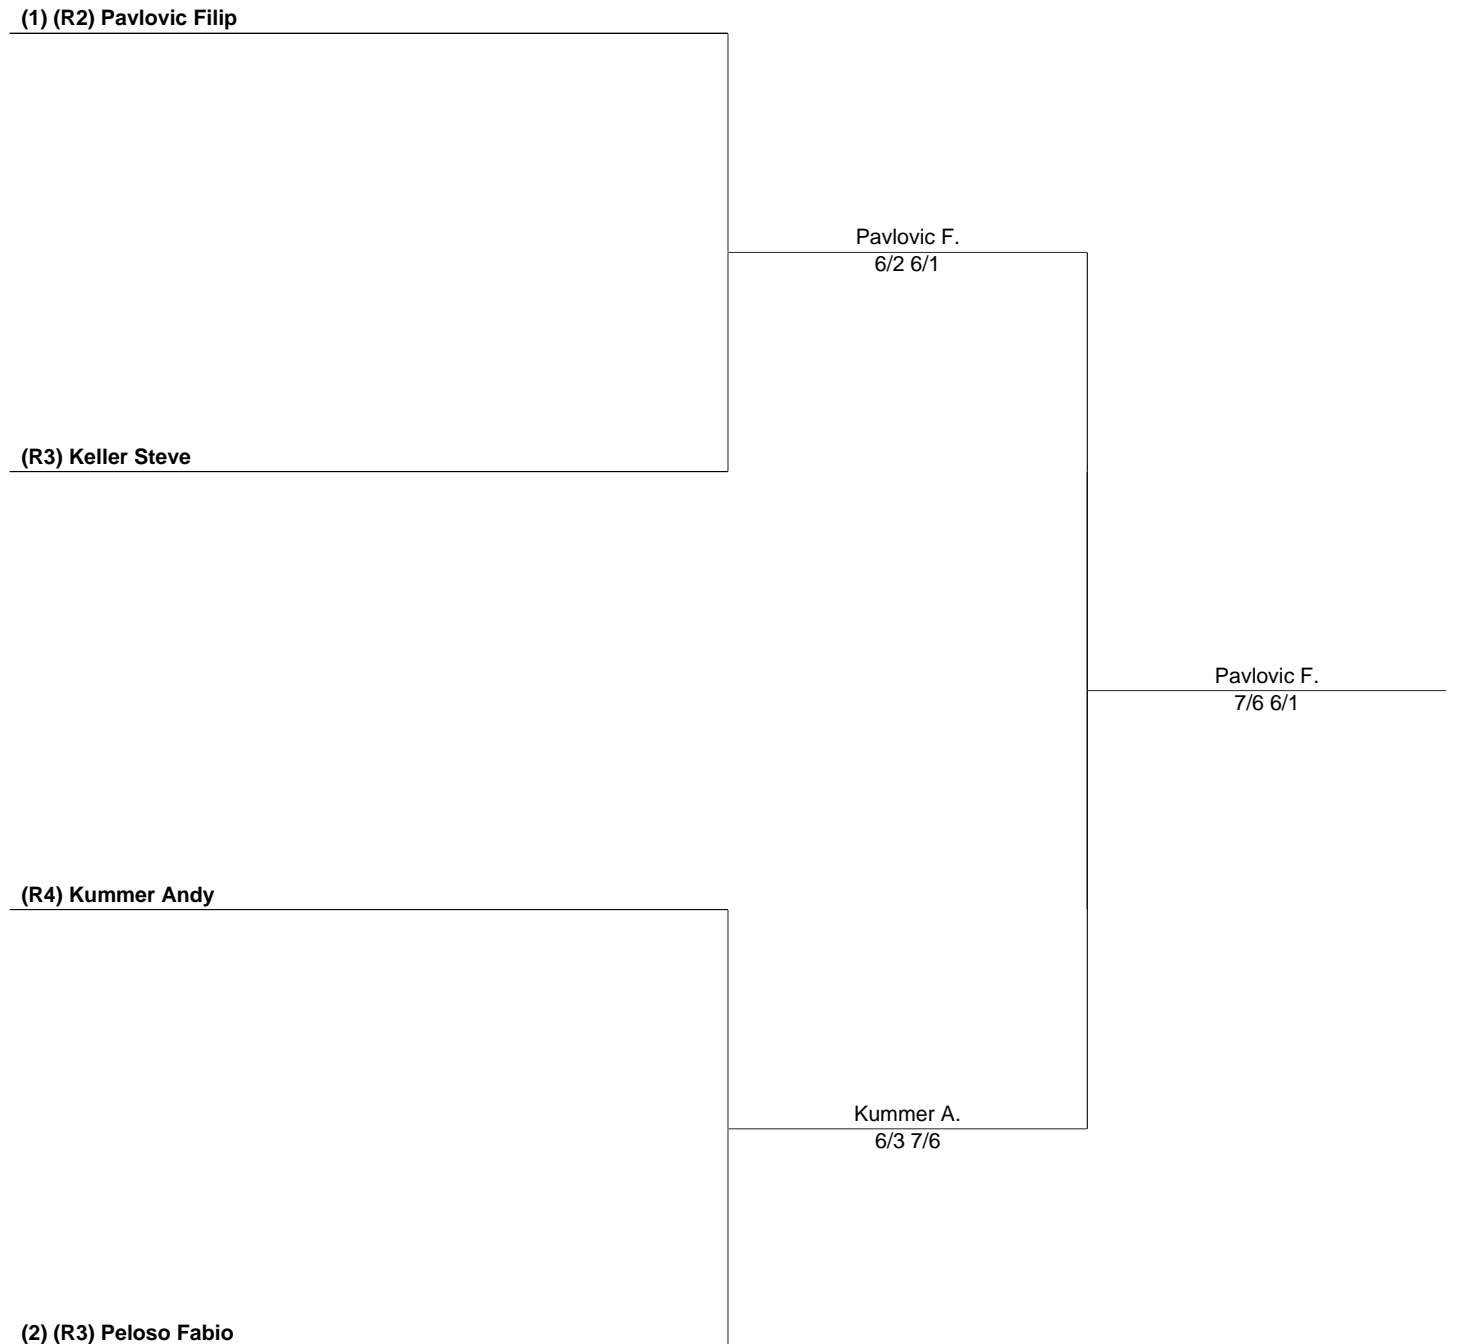 (1) (R2) Pavlovic Filip
Pavlovic F.
6/2 6/1
(R3) Keller Steve
Pavlovic F.
7/6 6/1
(R4) Kummer Andy
Kummer A.
6/3 7/6
(2) (R3) Peloso Fabio